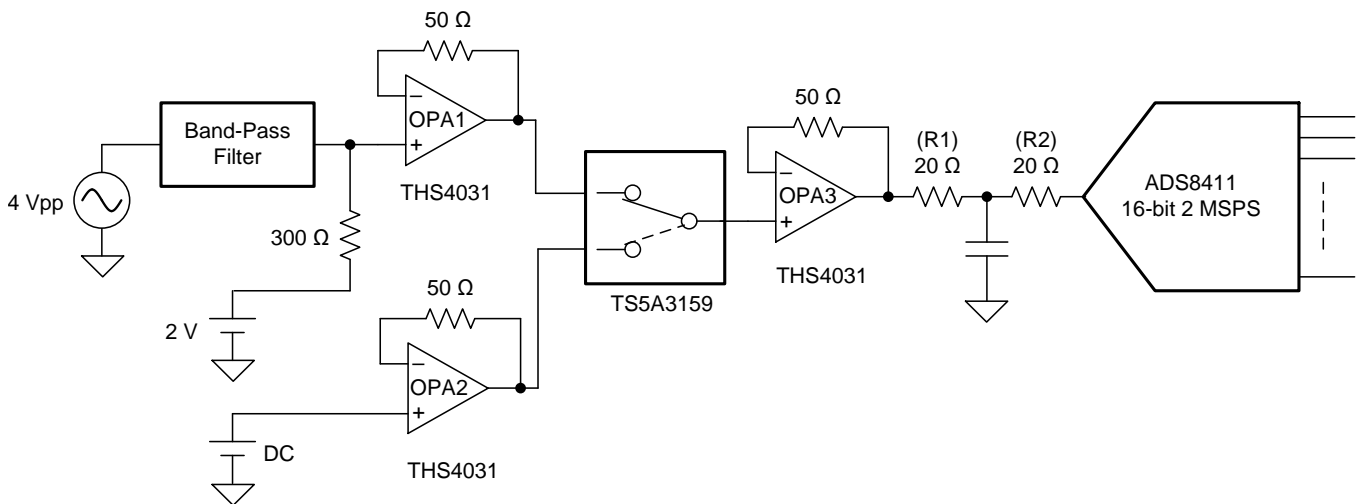 50 Ω
Band-Pass
Filter
4 Vpp
−
OPA1
+
THS4031
300 Ω
2 V
50 Ω
−
OPA2
+
DC
THS4031
TS5A3159
50 Ω
−
OPA3
+
THS4031
(R1)
20 Ω
(R2)
20 Ω
ADS8411
16-bit 2 MSPS